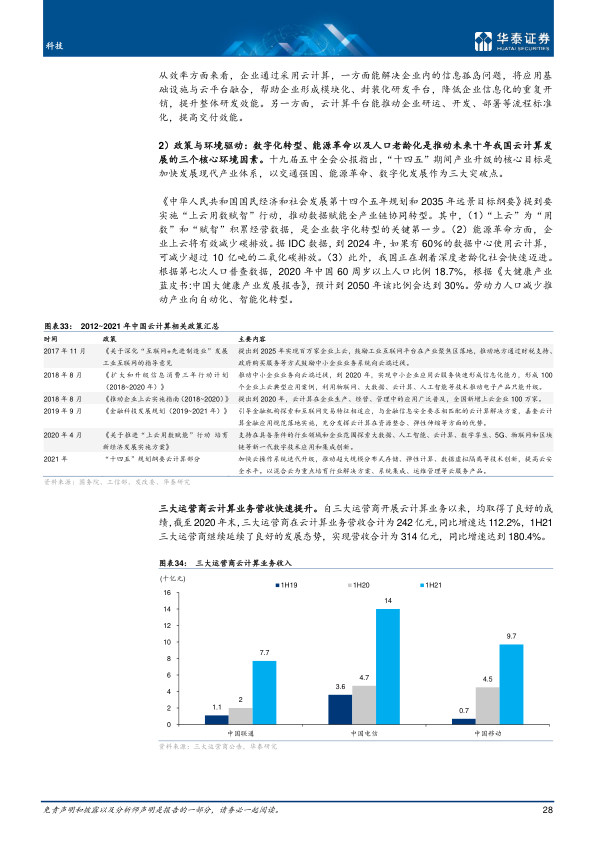 科技
华泰证券
HUATAI SECURITIES
从效率方面来看，企业通过采用云计算，一方面能解决企业内的信息孤岛问题，将应用基
础设施与云平台融合，帮助企业形成模块化、封装化研发平台，降低企业信息化的重复开
销，提升整体研发效能。另一方面，云计算平台能推动企业研运、开发、部署等流程标准
化，提高交付效能。
2）政策与环境驱动：数字化转型、能源革命以及人口老龄化是推动未来十年我国云计算发
展的三个核心环境因素。十九届五中全会公报指出，“十四五”期间产业升级的核心目标是
加快发展现代产业体系，以交通强国、能源革命、数字化发展作为三大突破点。
《中华人民共和国国民经济和社会发展第十四个五年规划和 2035 年远景目标纲要》提到要
实施“上云用数赋智”行动，推动数据赋能全产业链协同转型。其中，（1）“上云”为“用
数”和“赋智”积累经营数据，是企业数字化转型的关键第一步。（2）能源革命方面，企
业上云将有效减少碳排放。据 IDC 数据，到 2024 年，如果有 60%的数据中心使用云计算，
可减少超过 10 亿吨的二氧化碳排放。（3）此外，我国正在朝着深度老龄化社会快速迈进。
根据第七次人口普查数据，2020 年中国 60 周岁以上人口比例 18.7%，根据《大健康产业
蓝皮书:中国大健康产业发展报告》，预计到 2050 年该比例会达到 30%。劳动力人口减少推
动产业向自动化、智能化转型。
图表33： 2012~2021 年中国云计算相关政策汇总
时间 政策 主要内容
2017 年 11 月 《关于深化“互联网+先进制造业”发展 提出到 2025 年实现百万家企业上云，鼓励工业互联网平台在产业聚焦区落地，推动地方通过财税支持、
工业互联网的指导意见 政府购买服务等方式鼓励中小企业业务系统向云端迁移。
2018 年 8 月 《扩大和升级信息消费三年行动计划 推动中小企业业务向云端迁移，到 2020 年，实现中小企业应用云服务快速形成信息化能力，形成 100
（2018~2020 年）》 个企业上云典型应用案例，利用物联网、大数据、云计算、人工智能等技术推动电子产品只能升级。
2018 年 8 月 《推动企业上云实施指南（2018~2020）》 提出到 2020 年，云计算在企业生产、经营、管理中的应用广泛普及，全国新增上云企业 100 万家。
2019 年 9 月 《金融科技发展规划（2019~2021 年）》 引导金融机构探索和互联网交易特征相适应，与金融信息安全要求相匹配的云计算解决方案，基奎云计
算金融应用规范落地实施，充分发挥云计算在资源整合、弹性伸缩等方面的优势。
2020 年 4 月 《关于推进“上云用数赋能”行动 培育 支持在具备条件的行业领域和企业范围探索大数据、人工智能、云计算、数字孪生、5G、物联网和区块
新经济发展实施方案》 链等新一代数字技术应用和集成创新。
2021 年 “十四五”规划纲要云计算部分 加快云操作系统迭代升级，推动超大规模分布式存储、弹性计算、数据虚拟隔离等技术创新，提高云安
全水平。以混合云为重点培育行业解决方案、系统集成、运维管理等云服务产品。
资料来源：国务院、工信部、发改委、华泰研究
三大运营商云计算业务营收快速提升。自三大运营商开展云计算业务以来，均取得了良好的成
绩，截至 2020 年末，三大运营商在云计算业务营收合计为 242 亿元，同比增速达 112.2%，1H21
三大运营商继续延续了良好的发展态势，实现营收合计为 314 亿元，同比增速达到 180.4%。
图表34： 三大运营商云计算业务收入
(十亿元)
1H19 1H20 1H21
16
14
12
10
8
6
4
2
0
1.1 2 7.7
3.6 4.7 14
0.7 4.5 9.7
中国联通 中国电信 中国移动
资料来源：三大运营商公告，华泰研究
免责声明和披露以及分析师声明是报告的一部分，请务必一起阅读。
28